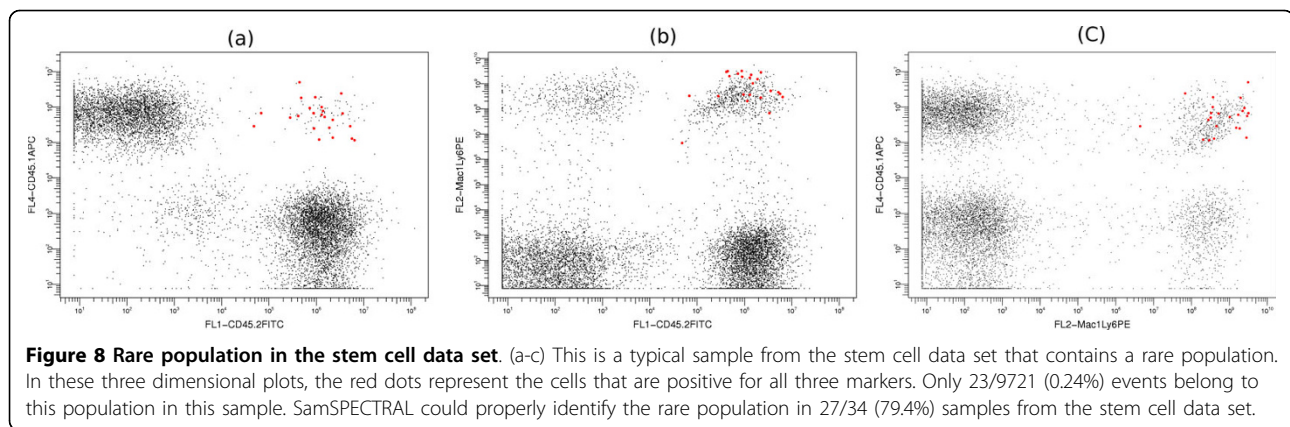 (a)
(b)
(C)
FL4-CD45.1APC
FL1-CD45.2FITC
FL2-Mac1Ly6PE
FL1-CD45.2FITC
FL4-CD45.1APC
FL2-Mac1Ly6PE
Figure 8 Rare population in the stem cell data set. (a-c) This is a typical sample from the stem cell data set that contains a rare population.
In these three dimensional plots, the red dots represent the cells that are positive for all three markers. Only 23/9721 (0.24%) events belong to
this population in this sample. SamSPECTRAL could properly identify the rare population in 27/34 (79.4%) samples from the stem cell data set.